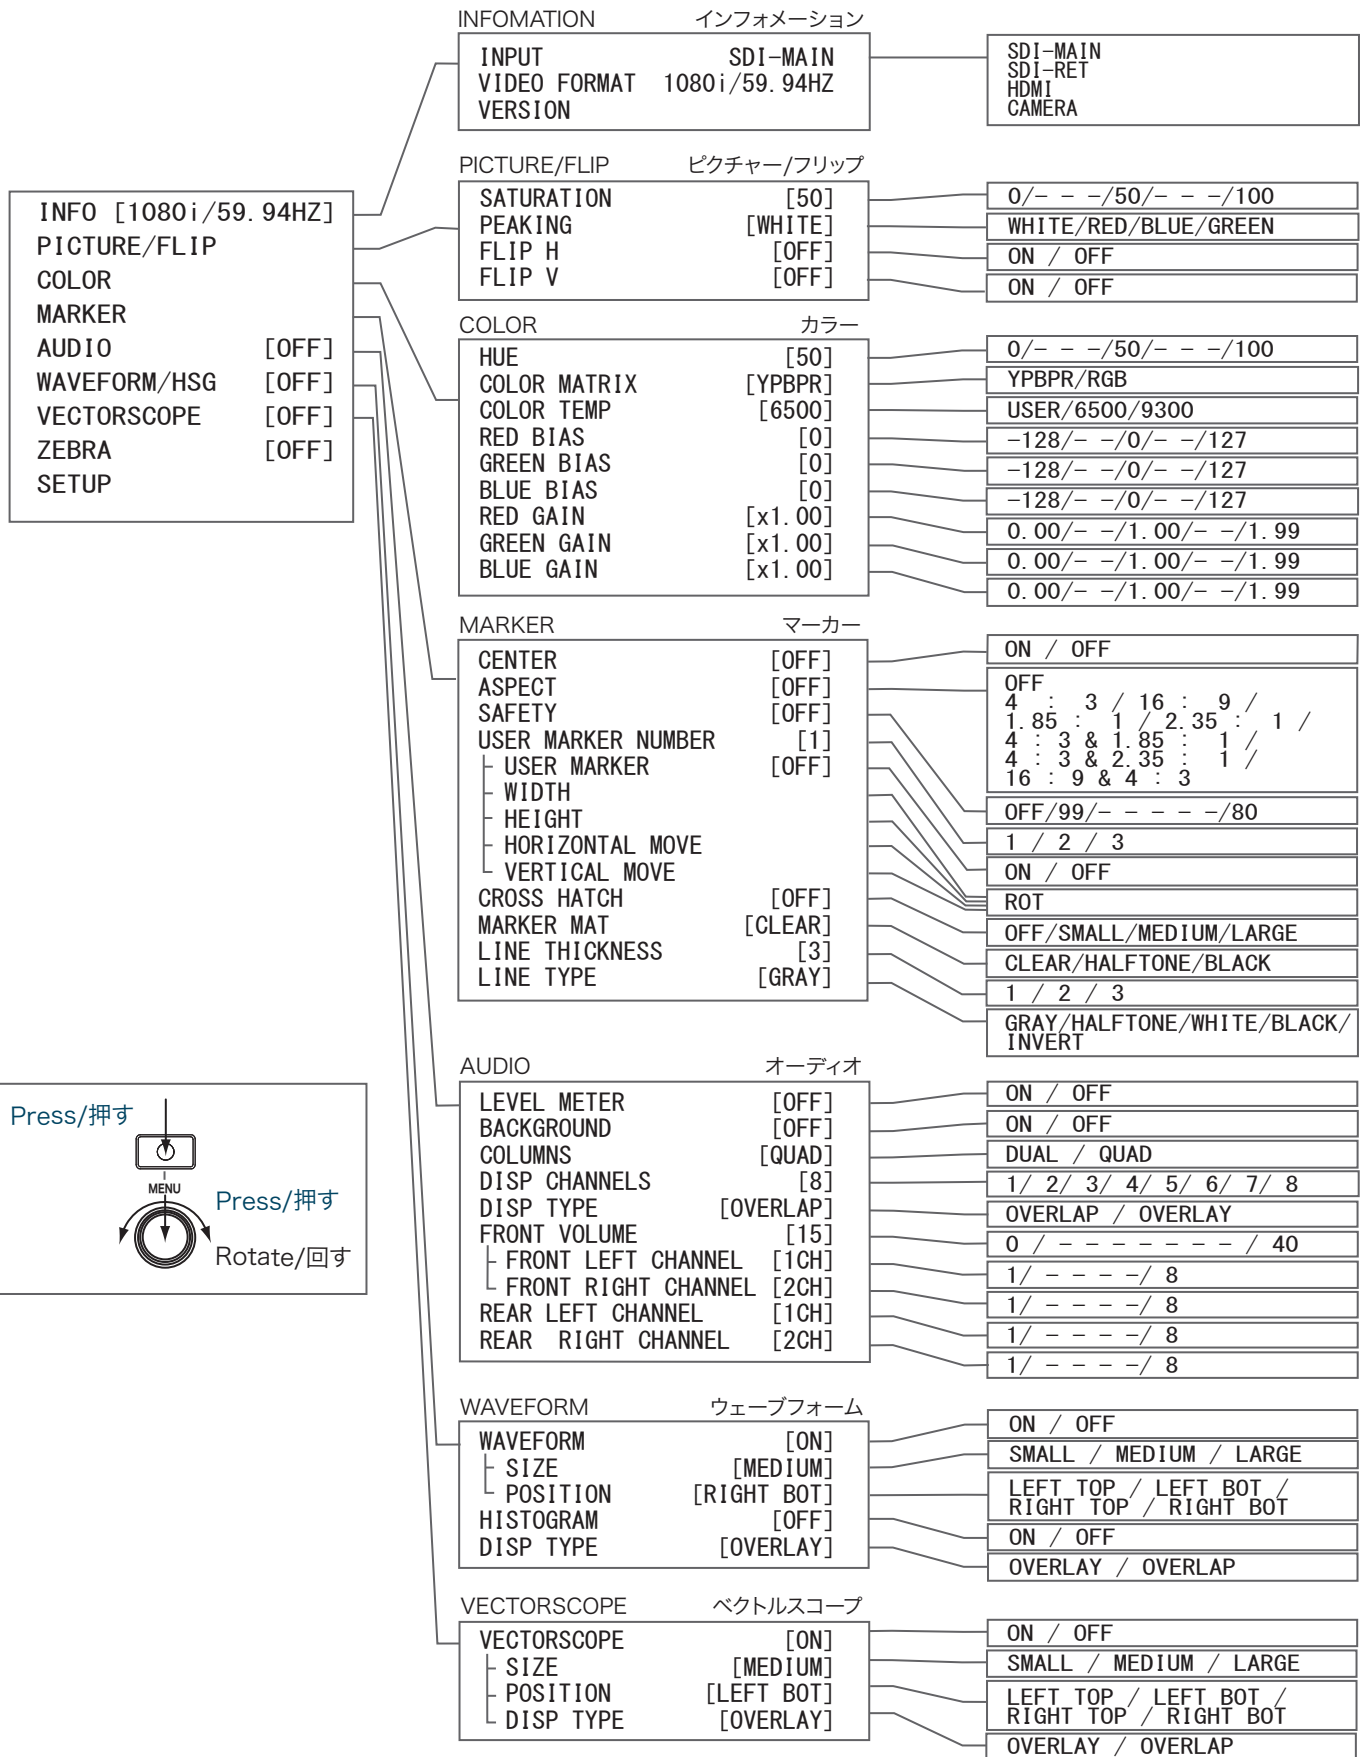 INFO [1080i/59.94HZ]
PICTURE/FLIP
COLOR
MARKER
AUDIO [OFF]
WAVEFORM/HSG [OFF]
VECTORSCOPE [OFF]
ZEBRA [OFF]
SETUP
Press/押す
MENU
Press/押す
Rotate/回す
INFOMATION インフォメーション
INPUT SDI-MAIN
VIDEO FORMAT 1080i/59.94HZ
VERSION
SDI-MAIN
SDI-RET
HDMI
CAMERA
PICTURE/FLIP ピクチャー/フリップ
SATURATION [50]
PEAKING [WHITE]
FLIP H [OFF]
FLIP V [OFF]
0/- - -/50/- - -/100
WHITE/RED/BLUE/GREEN
ON / OFF
ON / OFF
COLOR カラー
HUE [50]
COLOR MATRIX [YPBPR]
COLOR TEMP [6500]
RED BIAS [0]
GREEN BIAS [0]
BLUE BIAS [0]
RED GAIN [x1.00]
GREEN GAIN [x1.00]
BLUE GAIN [x1.00]
0/- - -/50/- - -/100
YPBPR/RGB
USER/6500/9300
-128/- -/0/- -/127
-128/- -/0/- -/127
-128/- -/0/- -/127
0.00/- -/1.00/- -/1.99
0.00/- -/1.00/- -/1.99
0.00/- -/1.00/- -/1.99
MARKER マーカー
CENTER [OFF]
ASPECT [OFF]
SAFETY [OFF]
USER MARKER NUMBER [1]
USER MARKER [OFF]
WIDTH
HEIGHT
HORIZONTAL MOVE
VERTICAL MOVE
CROSS HATCH [OFF]
MARKER MAT [CLEAR]
LINE THICKNESS [3]
LINE TYPE [GRAY]
ON / OFF
OFF
4 : 3 / 16 : 9 /
1.85 : 1 / 2.35 : 1 /
4 : 3 & 1.85 : 1 /
4 : 3 & 2.35 : 1 /
16 : 9 & 4 : 3
OFF/99/- - - - -/80
1 / 2 / 3
ON / OFF
ROT
OFF/SMALL/MEDIUM/LARGE
CLEAR/HALFTONE/BLACK
1 / 2 / 3
GRAY/HALFTONE/WHITE/BLACK/
INVERT
AUDIO オーディオ
LEVEL METER [OFF]
BACKGROUND [OFF]
COLUMNS [QUAD]
DISP CHANNELS [8]
DISP TYPE [OVERLAP]
FRONT VOLUME [15]
FRONT LEFT CHANNEL [1CH]
FRONT RIGHT CHANNEL [2CH]
REAR LEFT CHANNEL [1CH]
REAR RIGHT CHANNEL [2CH]
ON / OFF
ON / OFF
DUAL / QUAD
1/ 2/ 3/ 4/ 5/ 6/ 7/ 8
OVERLAP / OVERLAY
0 / - - - - - - - / 40
1/ - - - -/ 8
1/ - - - -/ 8
1/ - - - -/ 8
1/ - - - -/ 8
WAVEFORM ウェーブフォーム
WAVEFORM [ON]
SIZE [MEDIUM]
POSITION [RIGHT BOT]
HISTOGRAM [OFF]
DISP TYPE [OVERLAY]
ON / OFF
SMALL / MEDIUM / LARGE
LEFT TOP / LEFT BOT /
RIGHT TOP / RIGHT BOT
ON / OFF
OVERLAY / OVERLAP
VECTORSCOPE ベクトルスコープ
VECTORSCOPE [ON]
SIZE [MEDIUM]
POSITION [LEFT BOT]
DISP TYPE [OVERLAY]
ON / OFF
SMALL / MEDIUM / LARGE
LEFT TOP / LEFT BOT /
RIGHT TOP / RIGHT BOT
OVERLAY / OVERLAP